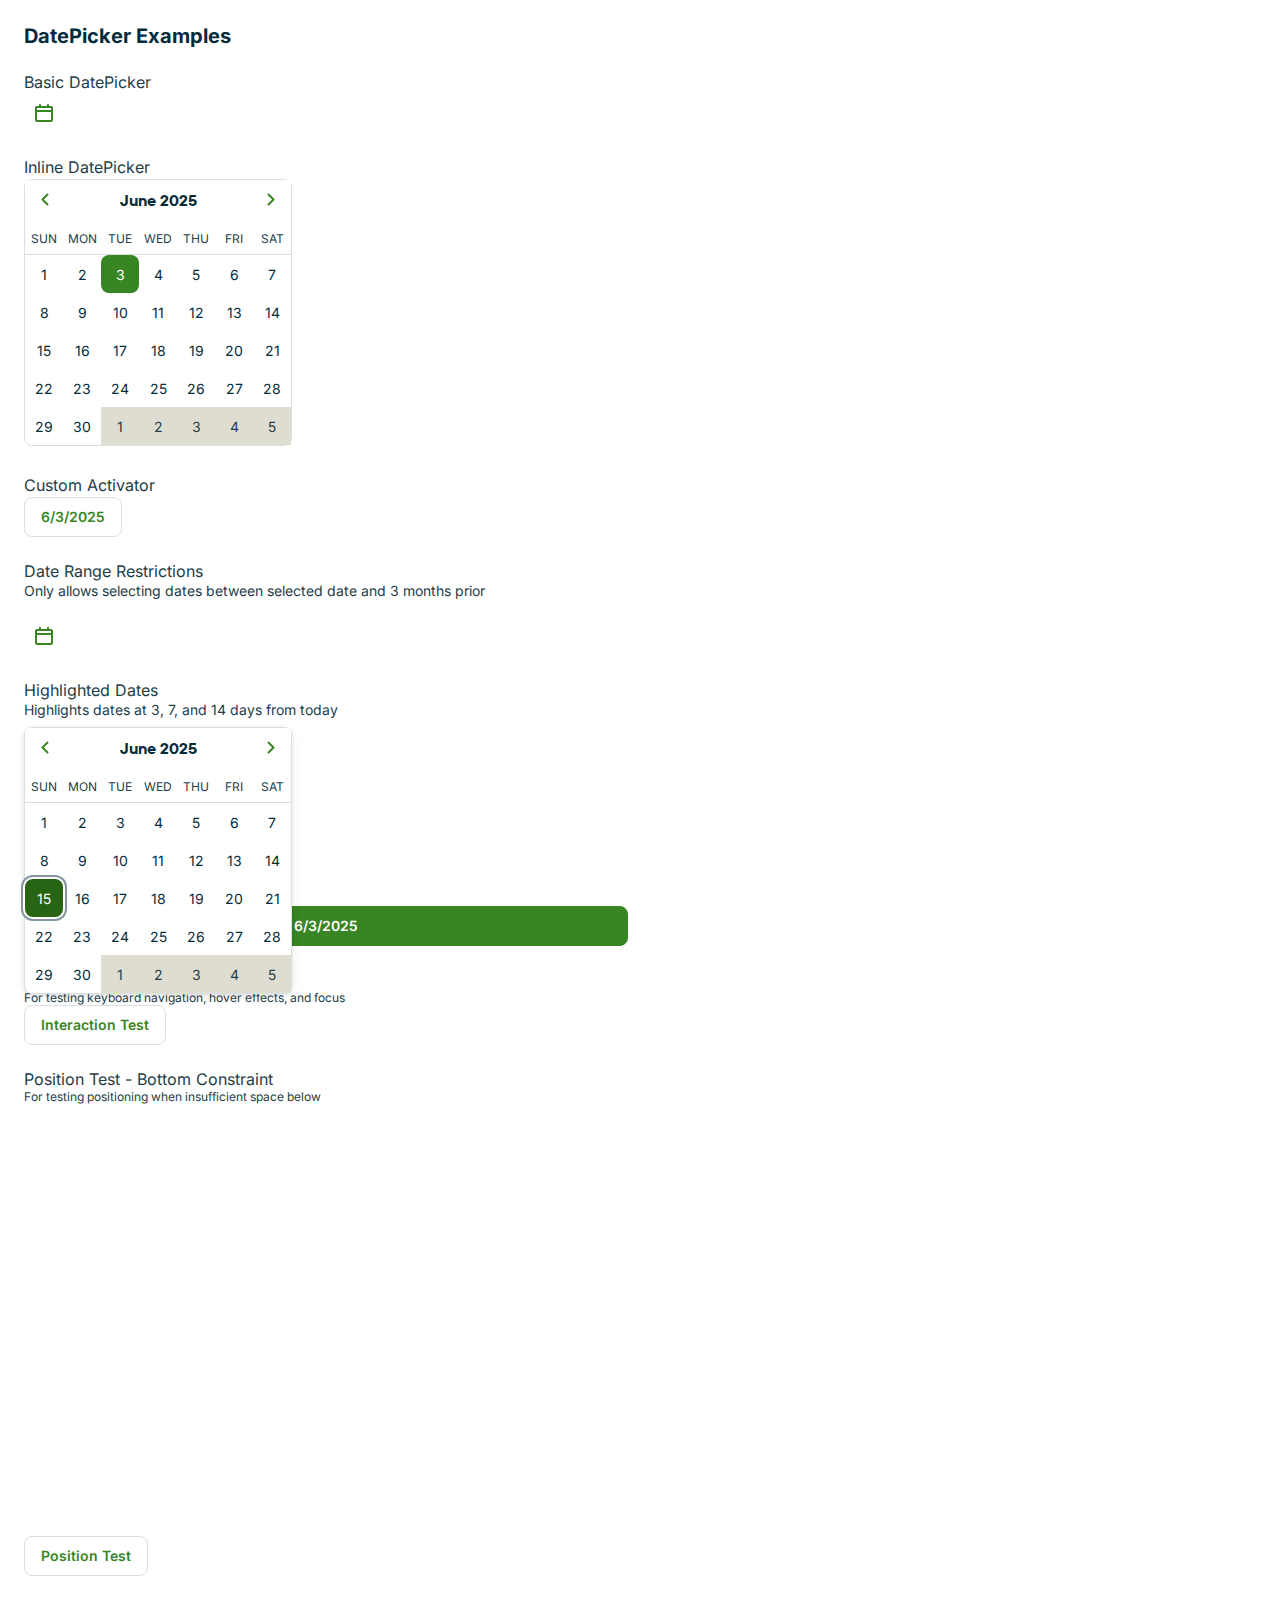 DatePicker Examples
Basic DatePicker
Inline DatePicker
June 2025
SUN MON TUE WED THU FRI SAT
1 2 3 4 5 6 7
8 9 10 11 12 13 14
15 16 17 18 19 20 21
22 23 24 25 26 27 28
29 30 1 2 3 4 5
Custom Activator
6/3/2025
Date Range Restrictions
Only allows selecting dates between selected date and 3 months prior
Highlighted Dates
Highlights dates at 3, 7, and 14 days from today
June 2025
SUN MON TUE WED THU FRI SAT
1 2 3 4 5 6 7
8 9 10 11 12 13 14
15 16 17 18 19 20 21
6/3/2025
22 23 24 25 26 27 28
29 30 1 2 3 4 5
For testing keyboard navigation, hover effects, and focus
Interaction Test
Position Test - Bottom Constraint
For testing positioning when insufficient space below
Position Test